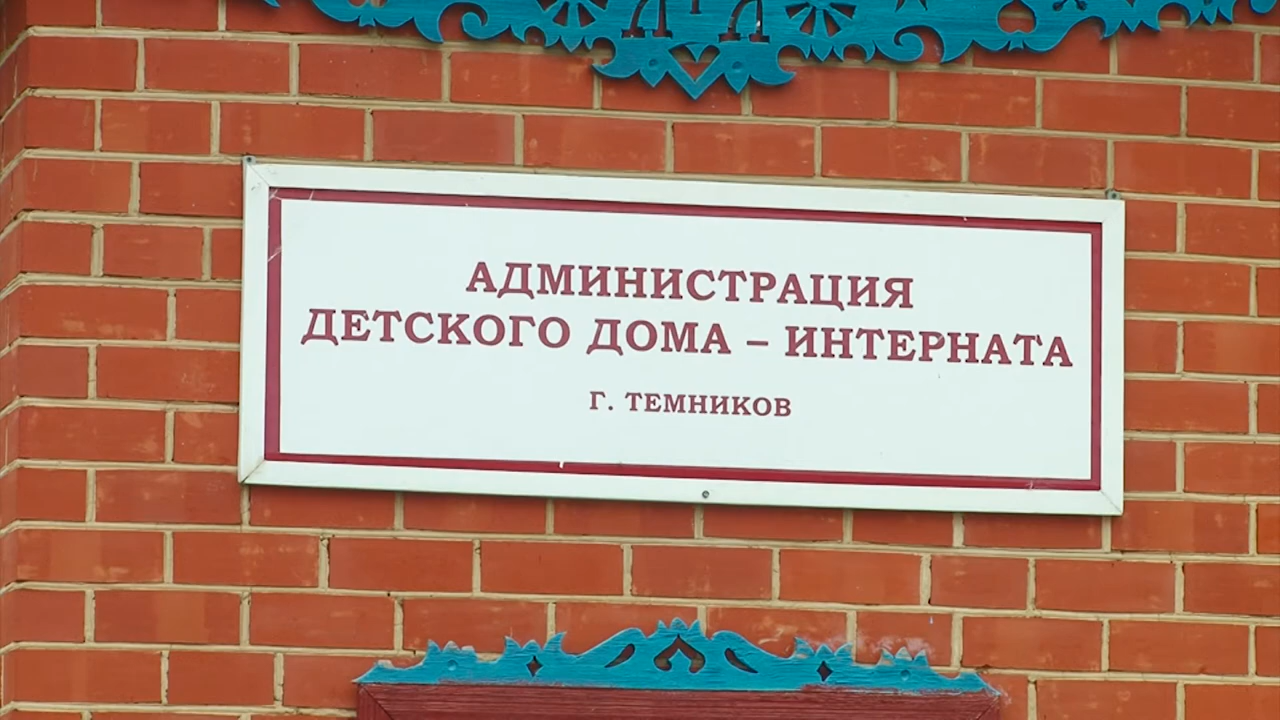 АДМИНИСТРАЦИЯ
ДЕТСКОГО ДОМА – ИНТЕРНАТА
Г. ТЕМНИКОВ